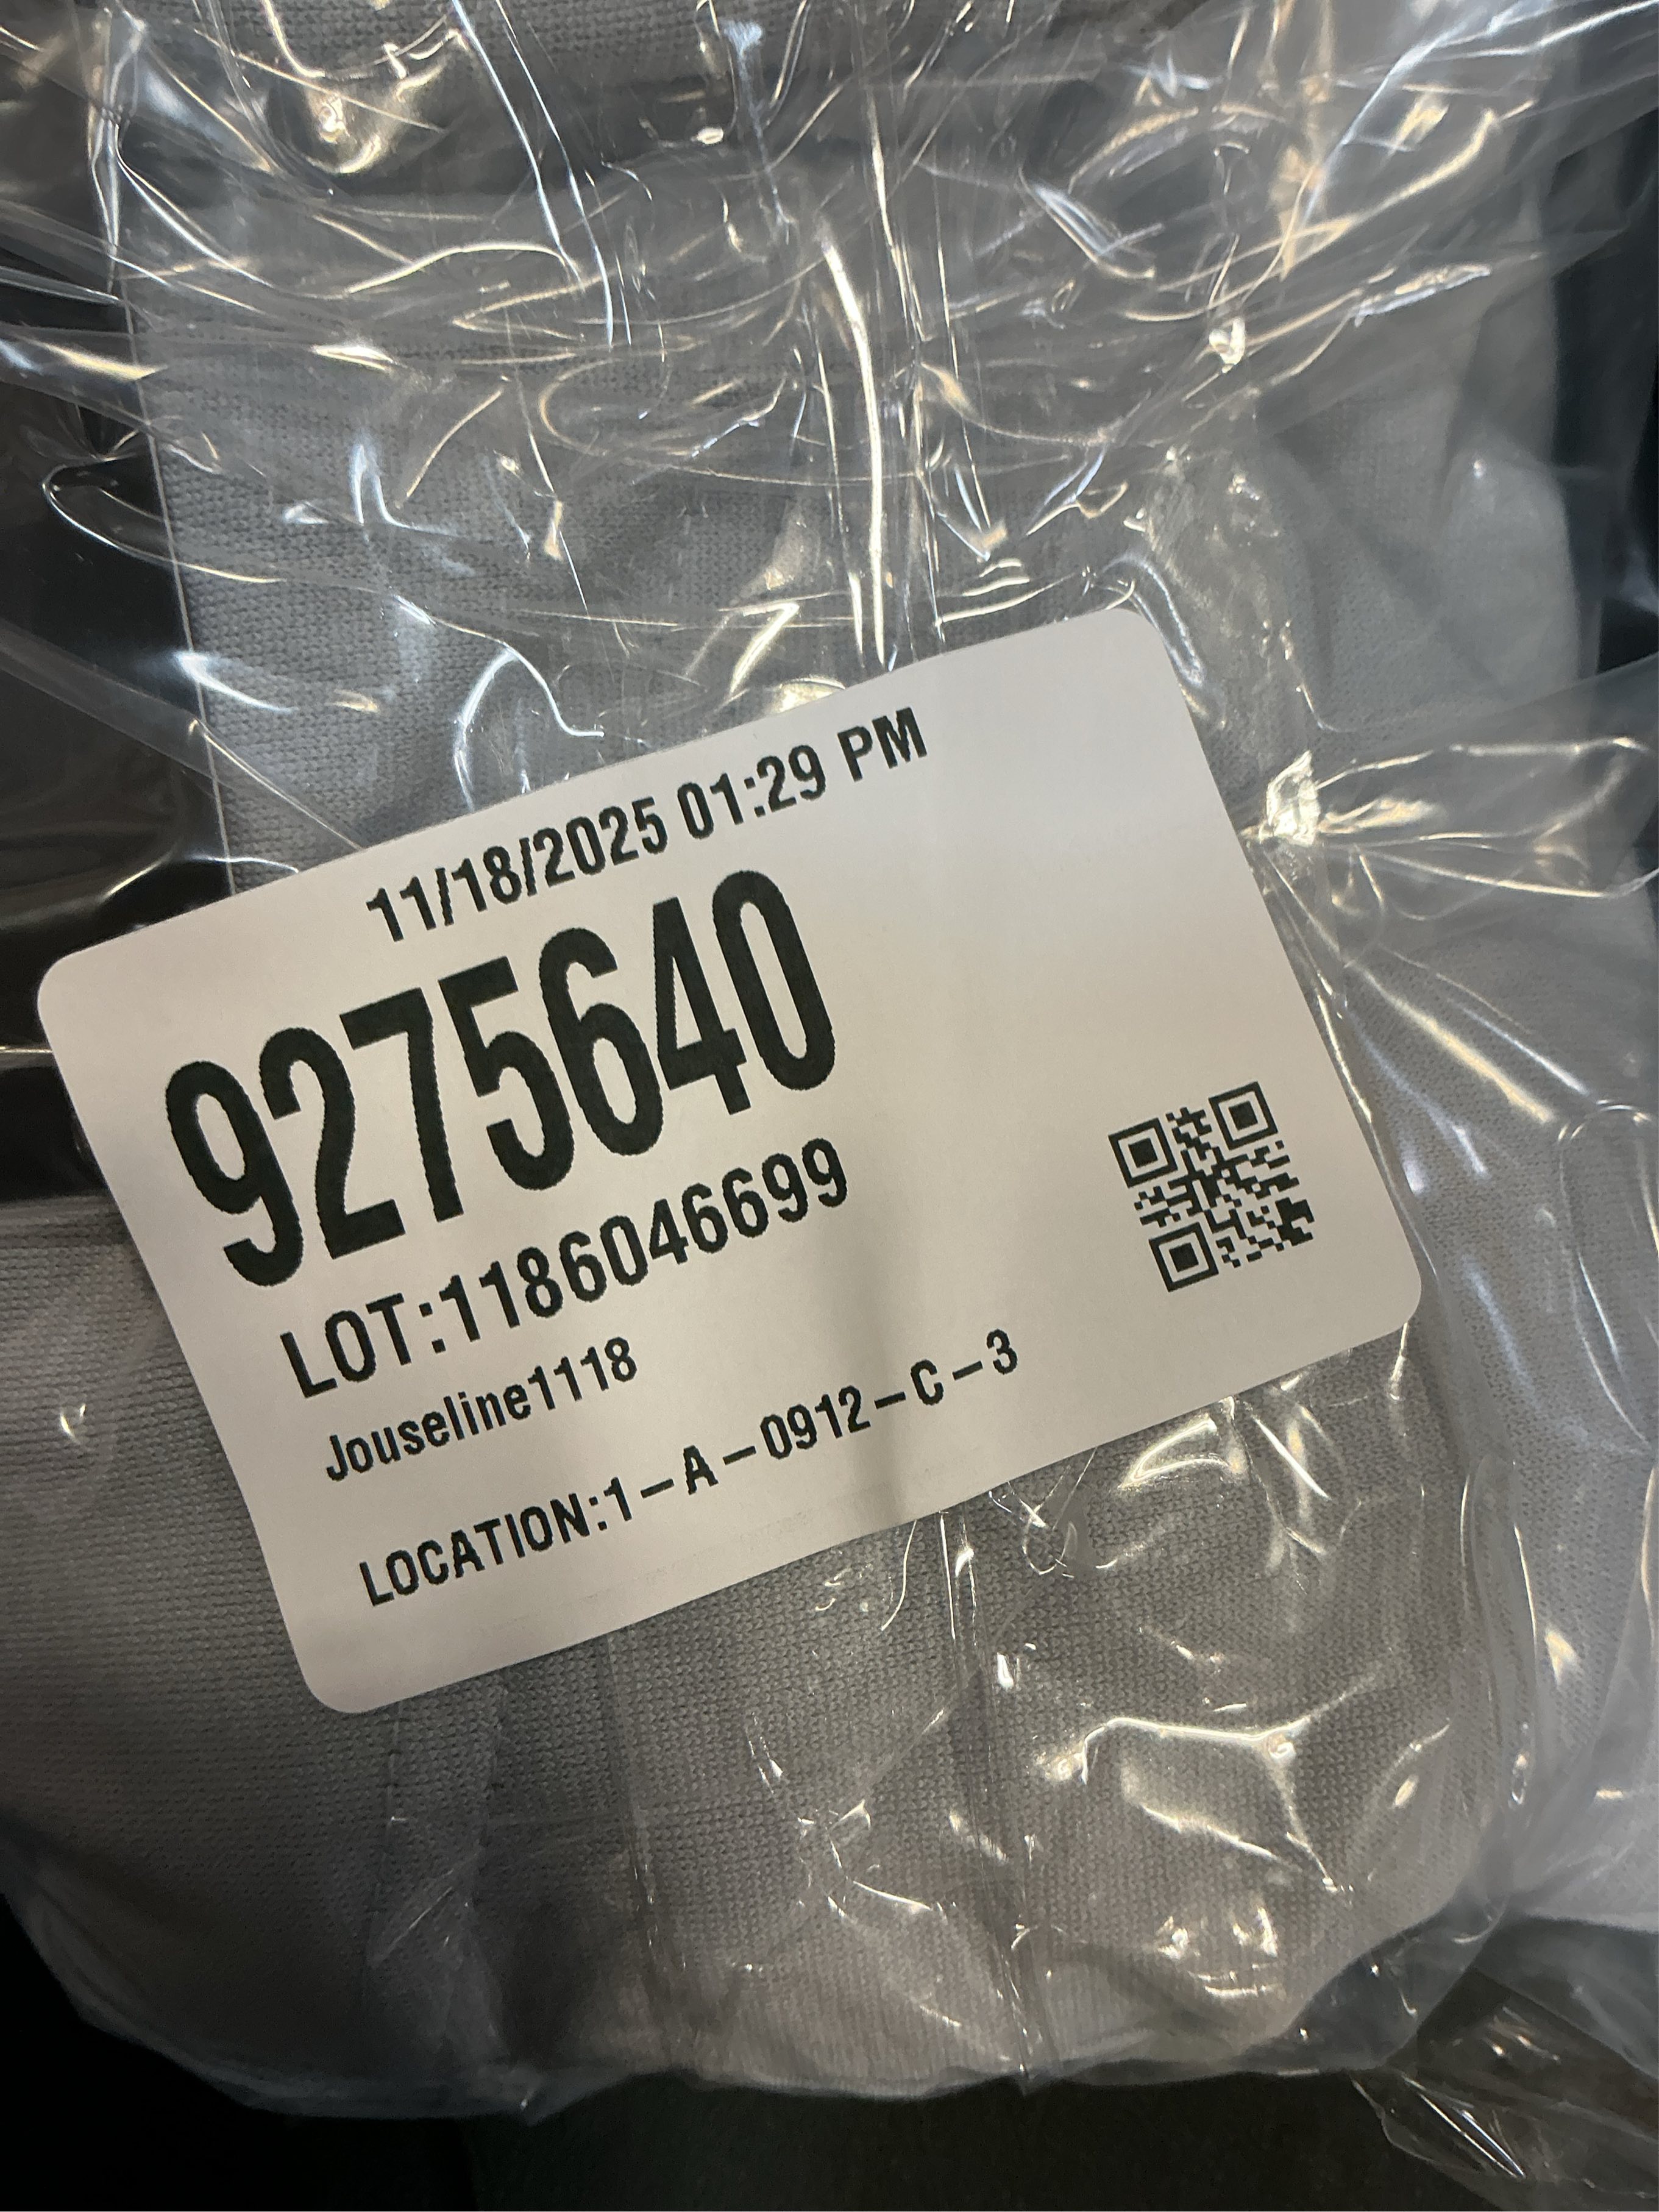 11/18/2025 01:29 PM
9275640
LOT:1186046699
Jouseline1118
LOCATION:1-A-0912-C-3